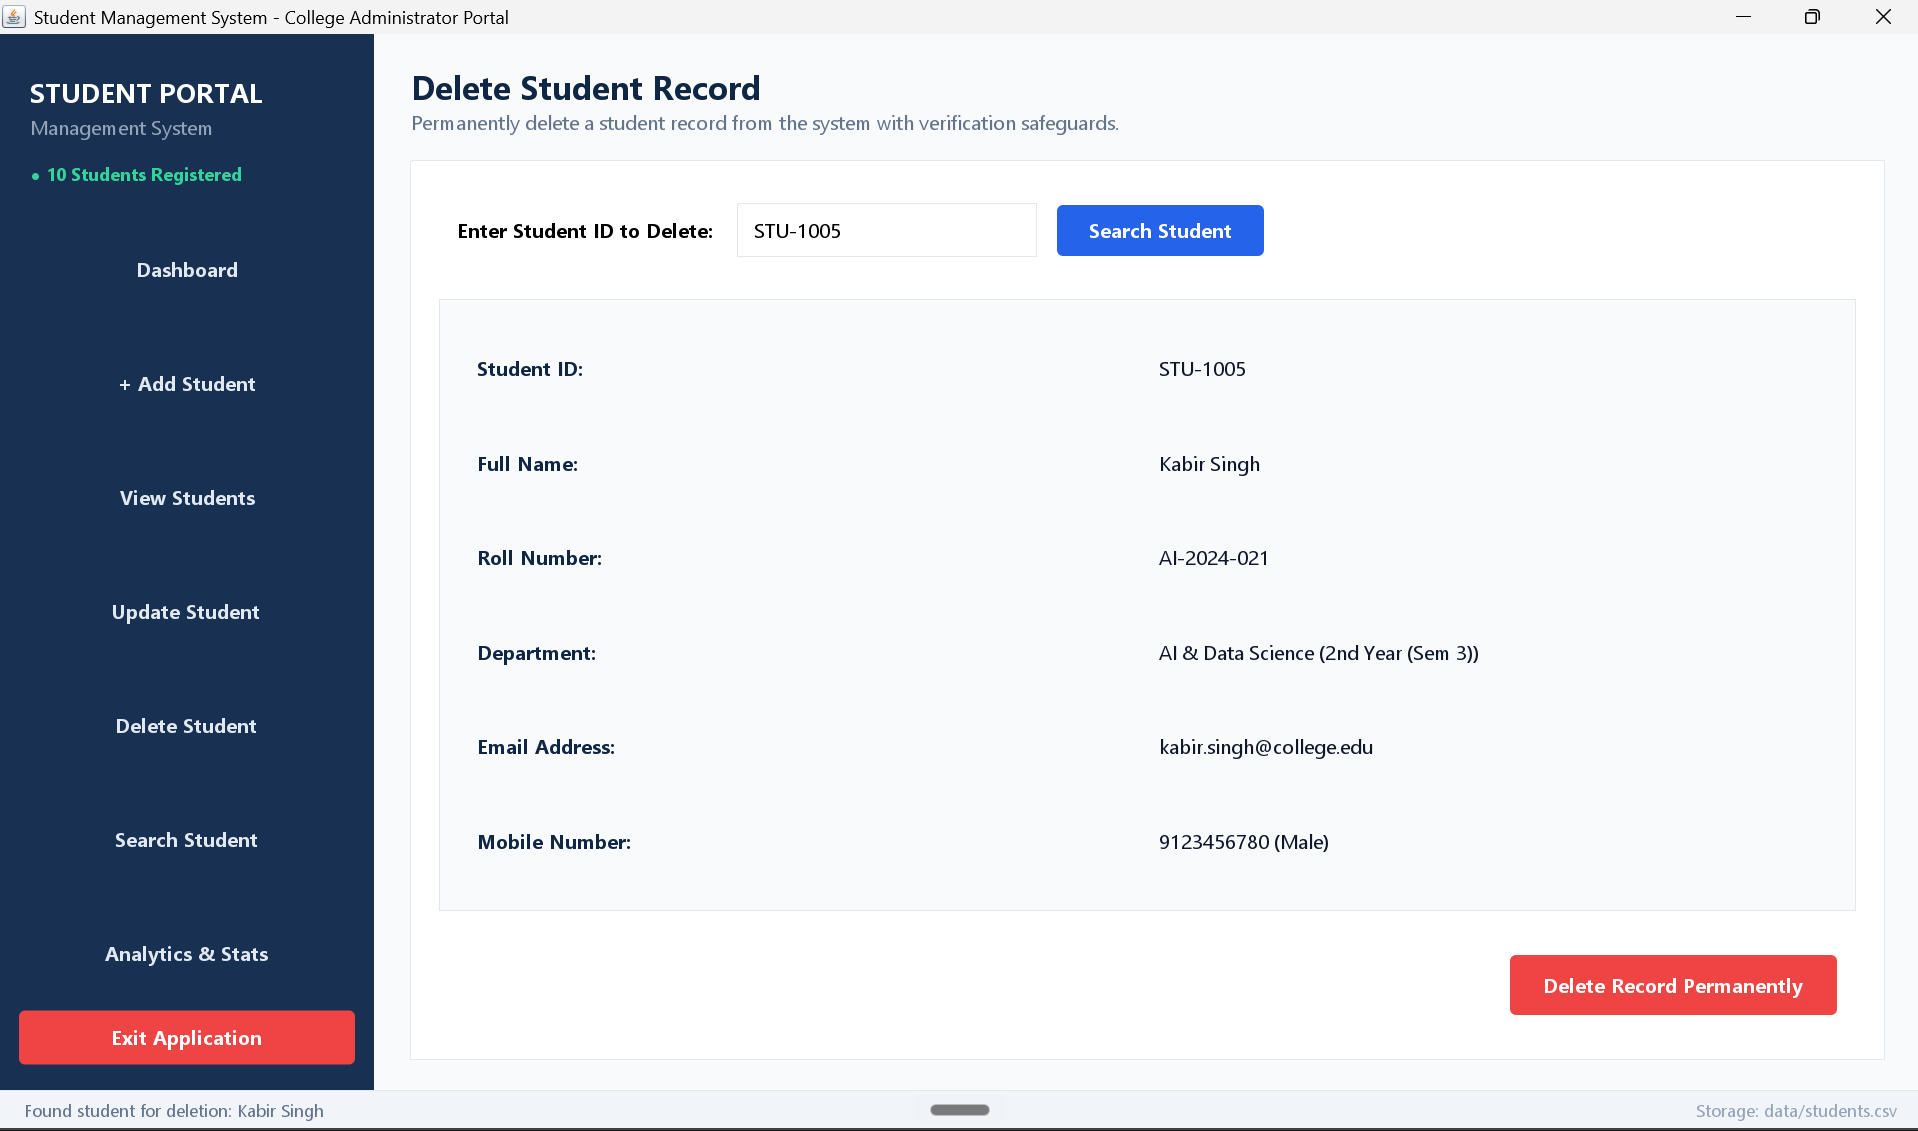 Student Management System - College Administrator Portal
STUDENT PORTAL
Management System
• 10 Students Registered
Dashboard
+ Add Student
View Students
Update Student
Delete Student
Search Student
Analytics & Stats
Exit Application
Delete Student Record
Permanently delete a student record from the system with verification safeguards.
Enter Student ID to Delete: STU-1005 Search Student
Student ID: STU-1005
Full Name: Kabir Singh
Roll Number: AI-2024-021
Department: AI & Data Science (2nd Year (Sem 3))
Email Address: kabir.singh@college.edu
Mobile Number: 9123456780 (Male)
Delete Record Permanently
Found student for deletion: Kabir Singh Storage: data/students.csv